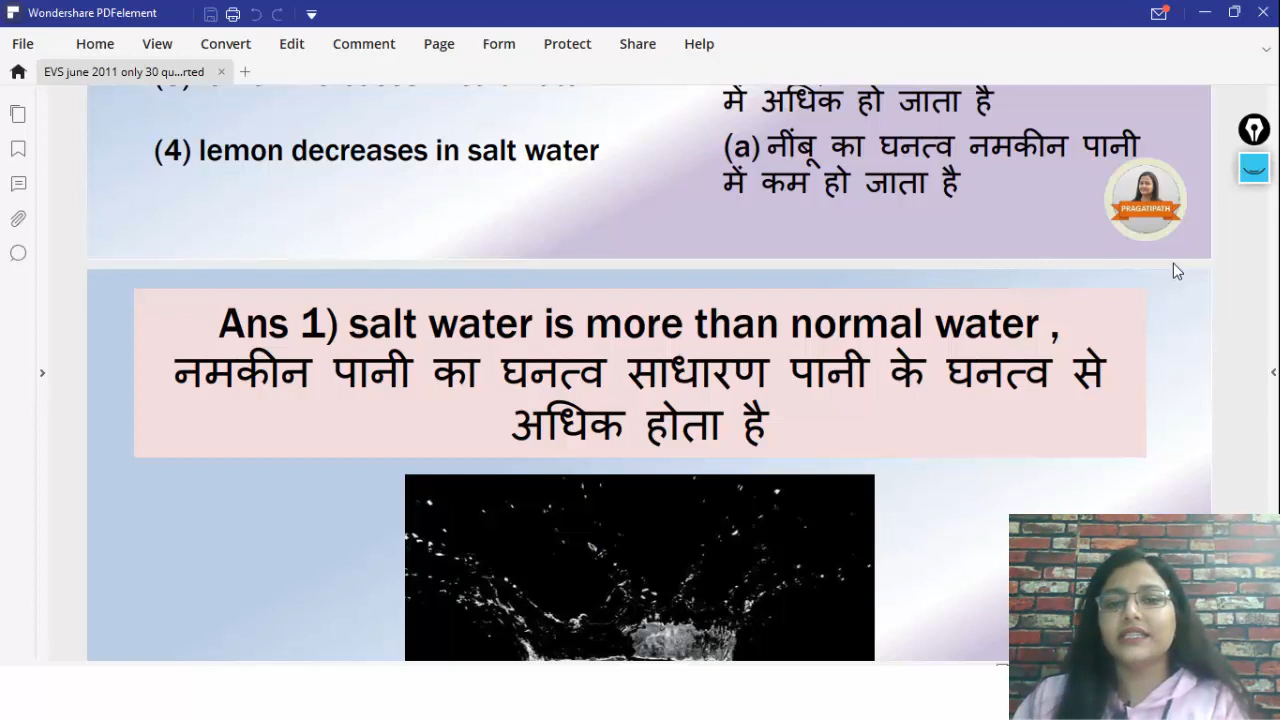 Wondershare PDFelement
File Home View Convert Edit Comment Page Form Protect Share Help
EVS june 2011 only 30 qu...rted
में अधिक हो जाता है
(4) lemon decreases in salt water
(a) नींबू का घनत्व नमकीन पानी
में कम हो जाता है
PRAGATIPATH
Ans 1) salt water is more than normal water ,
नमकीन पानी का घनत्व साधारण पानी के घनत्व से
अधिक होता है